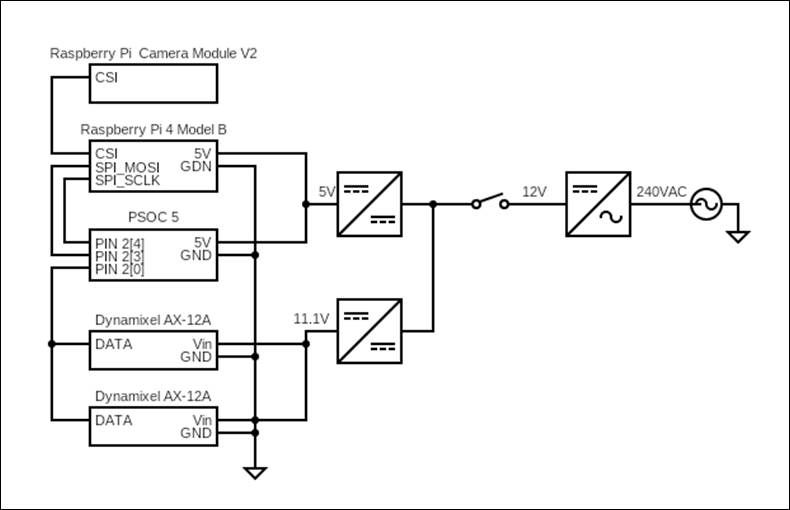 Raspberry Pi Camera Module V2
CSI
Raspberry Pi 4 Model B
CSI 5V
SPI_MOSI GDN
SPI_SCLK
5V 12V 240VAC
PSOC 5
PIN 2[4] 5V
PIN 2[3] GND
PIN 2[0]
Dynamixel AX-12A 11.1V
DATA Vin
GND
Dynamixel AX-12A
DATA Vin
GND